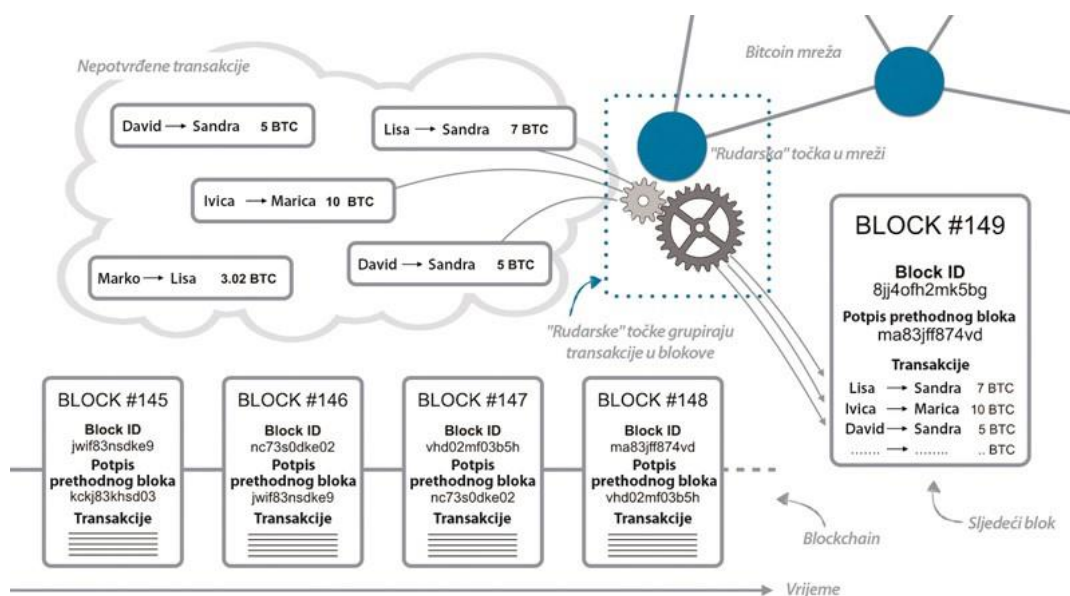 Nepotvrđene transakcije
Bitcoin mreža
David → Sandra 5 BTC
Lisa → Sandra 7 BTC
"Rudarska" točka u mreži
Ivica → Marica 10 BTC
David → Sandra 5 BTC
Marko → Lisa 3.02 BTC
"Rudarske" točke grupiraju
transakcije u blokove
BLOCK #149
Block ID
8jj4ofh2mk5bg
Potpis prethodnog bloka
ma83jff874vd
Transakcije
Lisa → Sandra 7 BTC
Ivica → Marica 10 BTC
David → Sandra 5 BTC
....... → ........ .. BTC
Sljedeći blok
BLOCK #145
Block ID
jwif83nsdke9
Potpis
prethodnog bloka
kckj83khsd03
Transakcije
BLOCK #146
Block ID
nc73s0dke02
Potpis
prethodnog bloka
jwif83nsdke9
Transakcije
BLOCK #147
Block ID
vhd02mf03b5h
Potpis
prethodnog bloka
nc73s0dke02
Transakcije
BLOCK #148
Block ID
ma83jff874vd
Potpis
prethodnog bloka
vhd02mf03b5h
Transakcije
Blockchain
Vrijeme